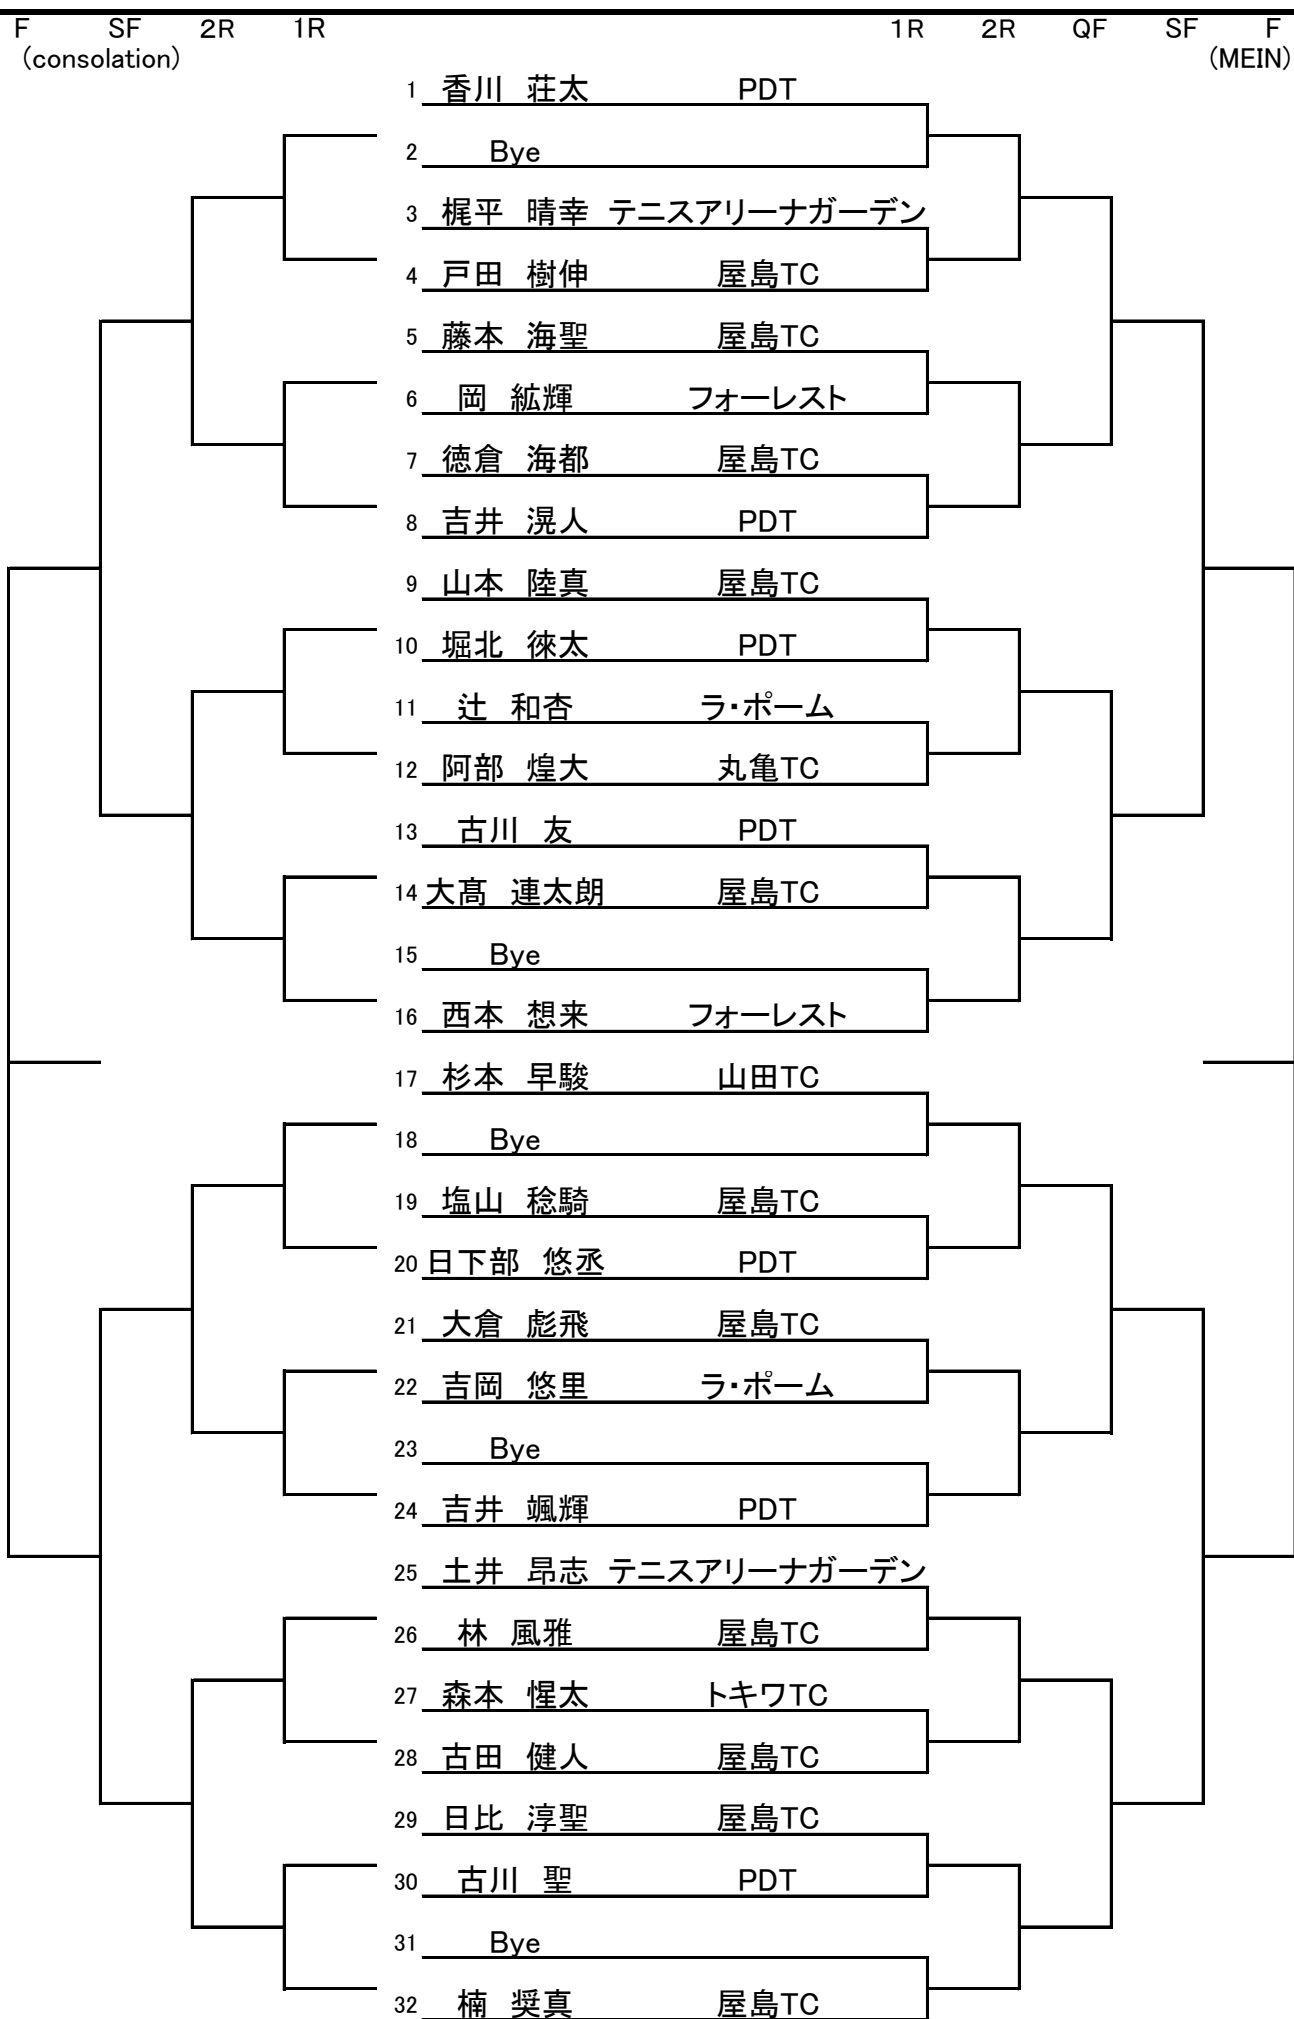 F SF 2R 1R 1R 2R QF SF F
(consolation) (MEIN)
1 香川 荘太 PDT
2 Bye
3 梶平 晴幸 テニスアリーナガーデン
4 戸田 樹伸 屋島TC
5 藤本 海聖 屋島TC
6 岡 紘輝 フォーレスト
7 徳倉 海都 屋島TC
8 吉井 滉人 PDT
9 山本 陸真 屋島TC
10 堀北 徠太 PDT
11 辻 和杏 ラ・ポーム
12 阿部 煌大 丸亀TC
13 古川 友 PDT
14 大髙 連太朗 屋島TC
15 Bye
16 西本 想来 フォーレスト
17 杉本 早駿 山田TC
18 Bye
19 塩山 稔騎 屋島TC
20 日下部 悠丞 PDT
21 大倉 彪飛 屋島TC
22 吉岡 悠里 ラ・ポーム
23 Bye
24 吉井 颯輝 PDT
25 土井 昂志 テニスアリーナガーデン
26 林 風雅 屋島TC
27 森本 惺太 トキワTC
28 古田 健人 屋島TC
29 日比 淳聖 屋島TC
30 古川 聖 PDT
31 Bye
32 楠 奨真 屋島TC